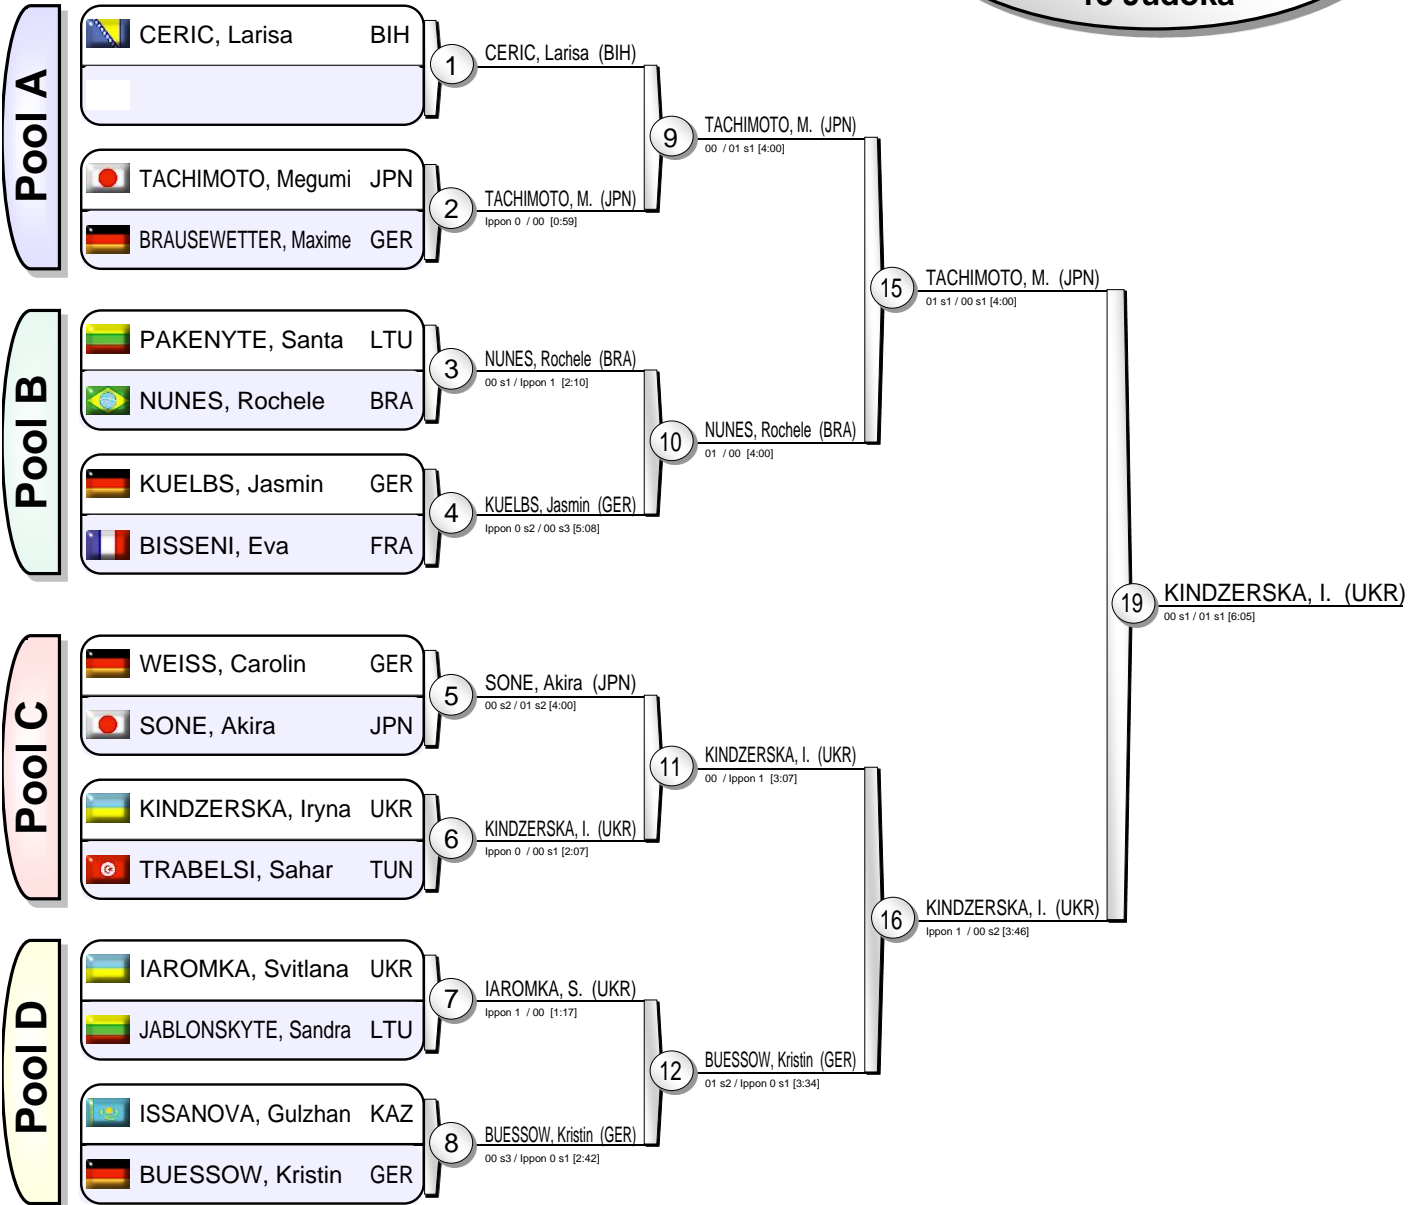 Pool A
CERIC, Larisa BIH
TACHIMOTO, Megumi JPN
BRAUSEWETTER, Maxime GER
Pool B
PAKENYTE, Santa LTU
NUNES, Rochele BRA
KUELBS, Jasmin GER
BISSENI, Eva FRA
Pool C
WEISS, Carolin GER
SONE, Akira JPN
KINDZERSKA, Iryna UKR
TRABELSI, Sahar TUN
Pool D
IAROMKA, Svitlana UKR
JABLONSKYTE, Sandra LTU
ISSANOVA, Gulzhan KAZ
BUESSOW, Kristin GER
1
CERIC, Larisa (BIH)
2
TACHIMOTO, M. (JPN)
Ippon 0 / 00 [0:59]
3
NUNES, Rochele (BRA)
00 s1 / Ippon 1 [2:10]
4
KUELBS, Jasmin (GER)
Ippon 0 s2 / 00 s3 [5:08]
5
SONE, Akira (JPN)
00 s2 / 01 s2 [4:00]
6
KINDZERSKA, I. (UKR)
Ippon 0 / 00 s1 [2:07]
7
IAROMKA, S. (UKR)
Ippon 1 / 00 [1:17]
8
BUESSOW, Kristin (GER)
00 s3 / Ippon 0 s1 [2:42]
9
TACHIMOTO, M. (JPN)
00 / 01 s1 [4:00]
10
NUNES, Rochele (BRA)
01 / 00 [4:00]
11
KINDZERSKA, I. (UKR)
00 / Ippon 1 [3:07]
12
BUESSOW, Kristin (GER)
01 s2 / Ippon 0 s1 [3:34]
15
TACHIMOTO, M. (JPN)
01 s1 / 00 s1 [4:00]
16
KINDZERSKA, I. (UKR)
Ippon 1 / 00 s2 [3:46]
19
KINDZERSKA, I. (UKR)
00 s1 / 01 s1 [6:05]
Judoka